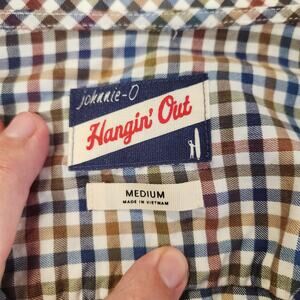 johnnie-O
Hangin' Out
MEDIUM
MADE IN VIETNAM